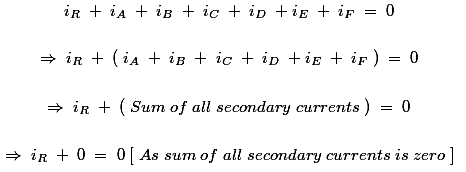 i_R + i_A + i_B + i_C + i_D + i_E + i_F = 0
⇒ i_R + ( i_A + i_B + i_C + i_D + i_E + i_F ) = 0
⇒ i_R + ( Sum of all secondary currents ) = 0
⇒ i_R + 0 = 0 [ As sum of all secondary currents is zero ]